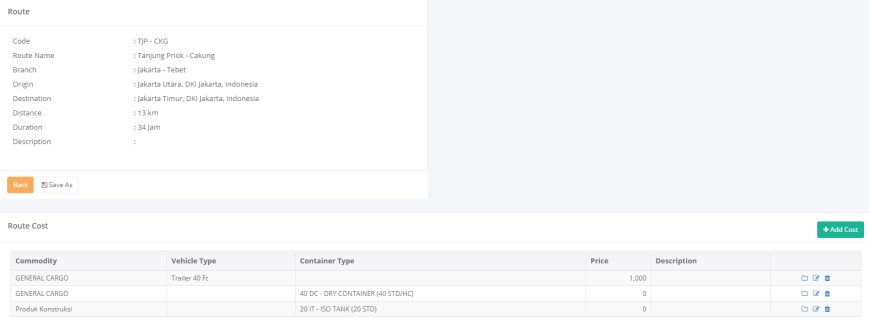 Route
Code : TJP - CKG
Route Name : Tanjung Priok - Cakung
Branch : Jakarta - Tebet
Origin : Jakarta Utara, DKI Jakarta, Indonesia
Destination : Jakarta Timur, DKI Jakarta, Indonesia
Distance : 13 km
Duration : 34 Jam
Description :
Back Save As
Route Cost
+ Add Cost
Commodity Vehicle Type Container Type Price Description
GENERAL CARGO Trailer 40 Ft 1,000
GENERAL CARGO 40 DC - DRY CONTAINER (40 STD/HC) 0
Produk Konstruksi 20 IT - ISO TANK (20 STD) 0